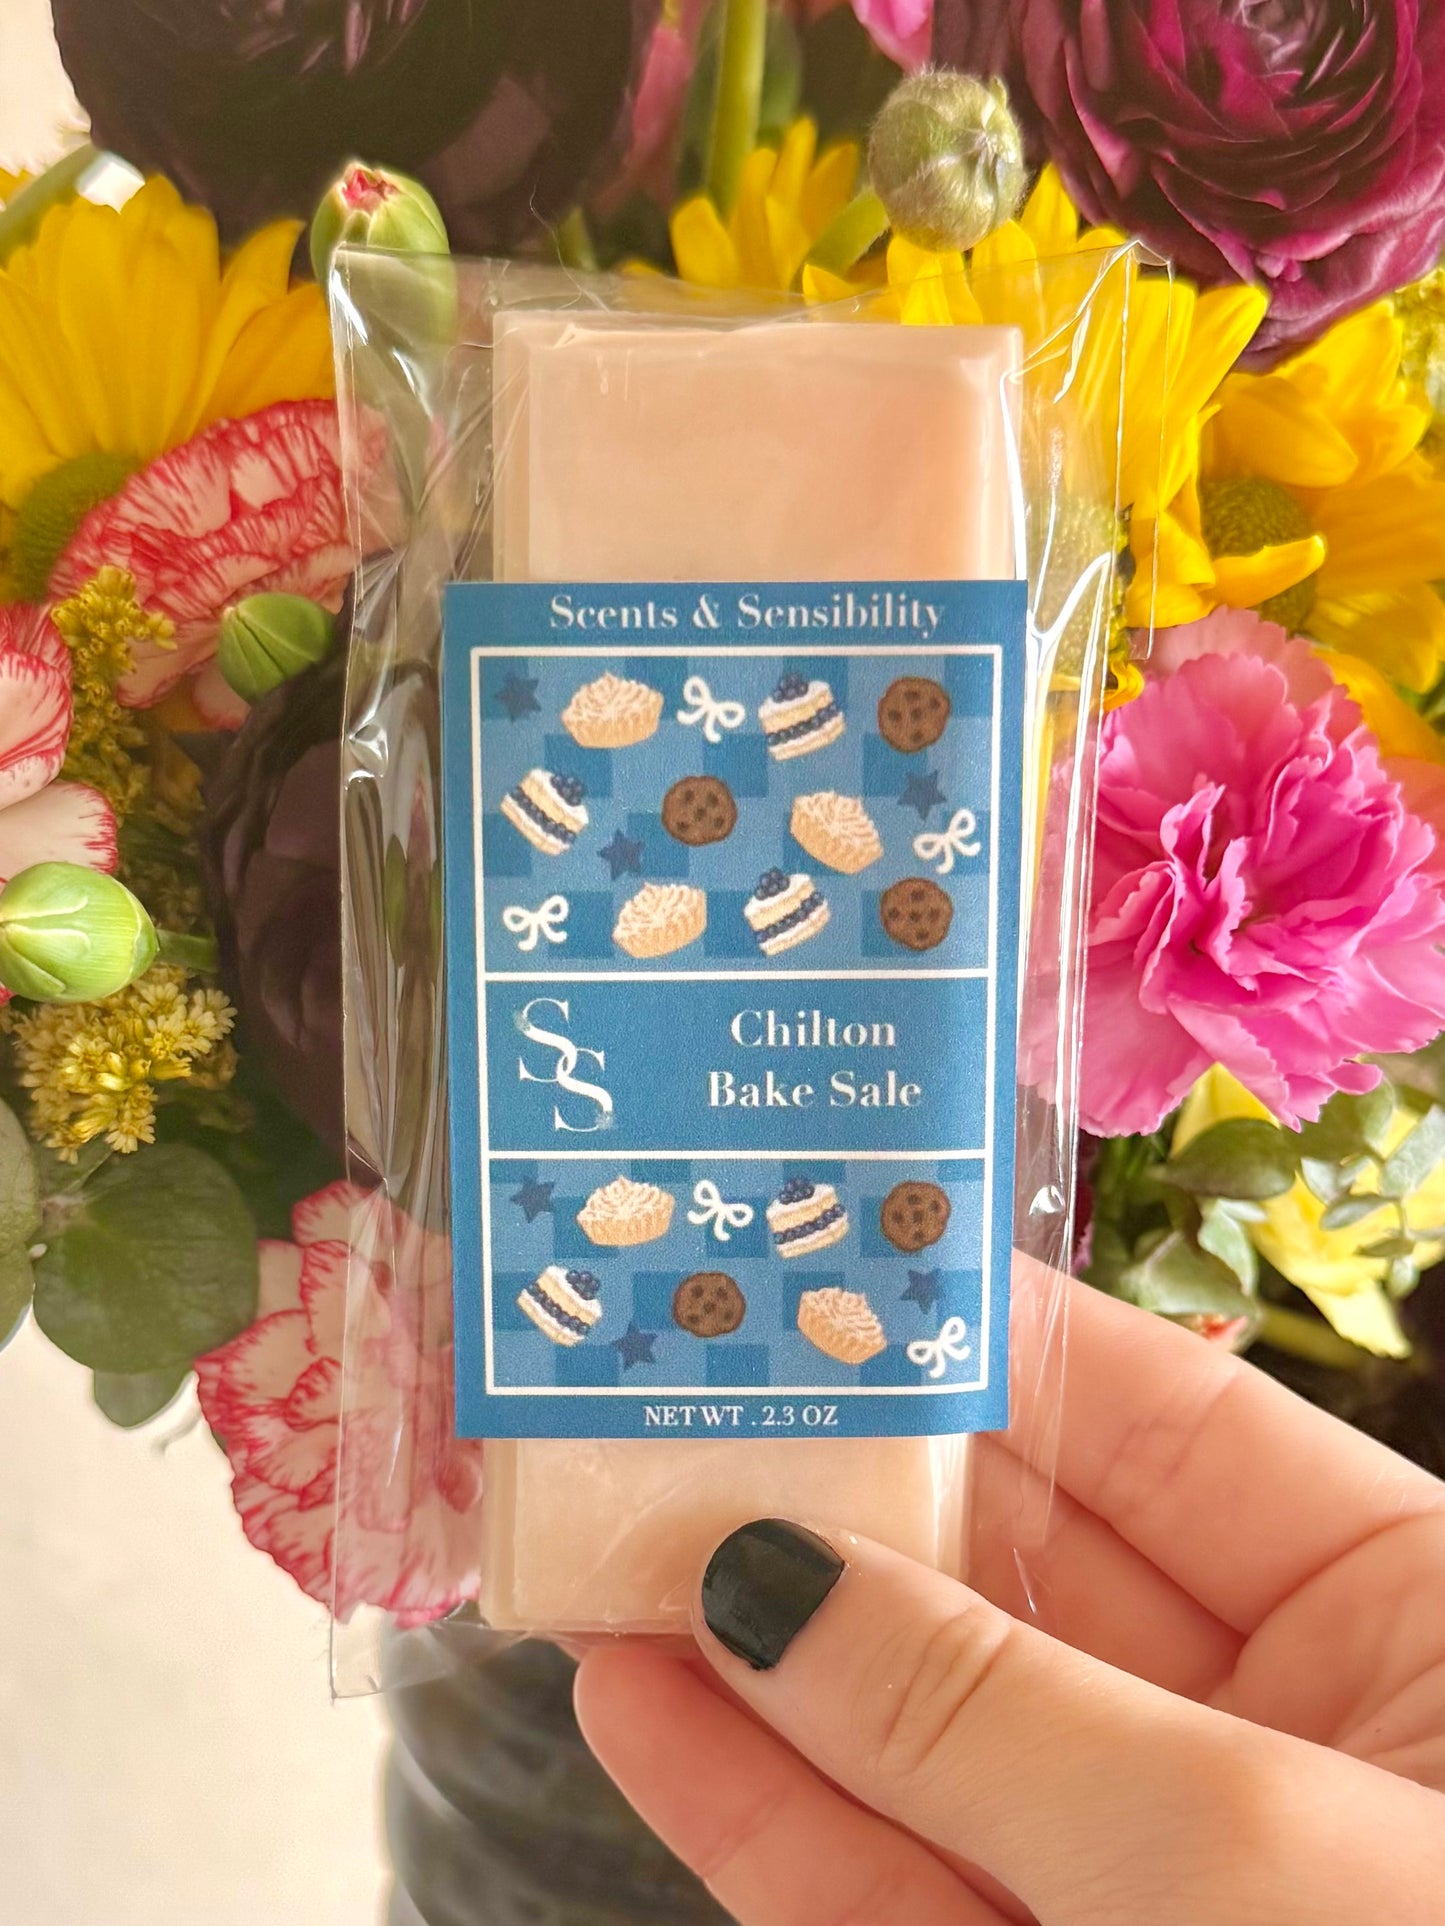 Scents & Sensibility
SS
Chilton
Bake Sale
NET WT . 2.3 OZ